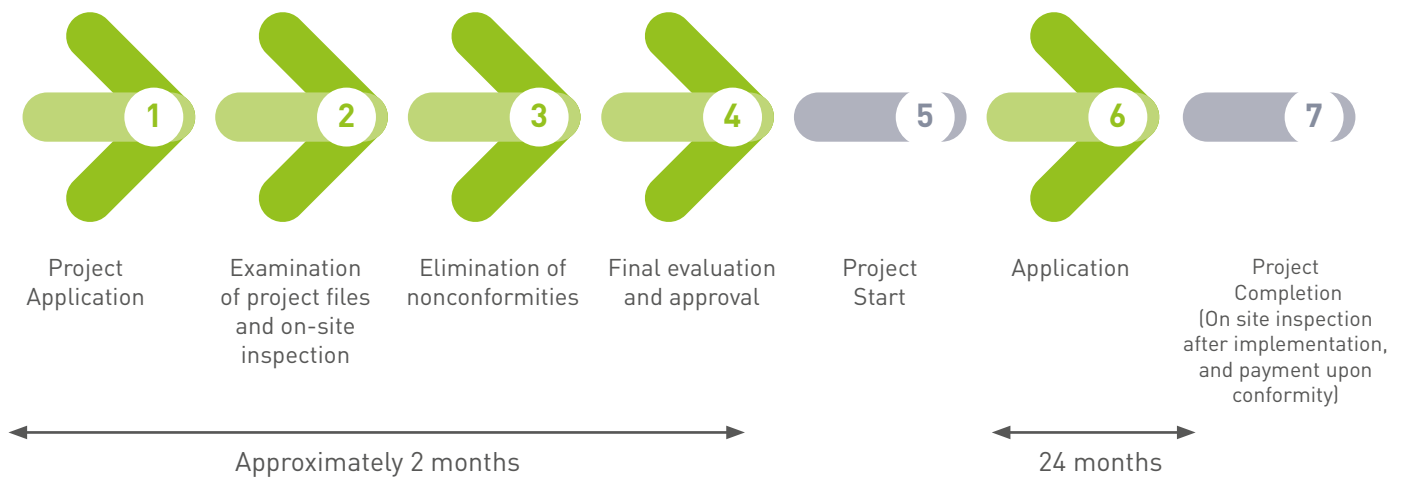 1
2
3
4
5
6
7
Project
Application
Examination
of project files
and on-site
inspection
Elimination of
nonconformities
Final evaluation
and approval
Project
Start
Application
Project
Completion
(On site inspection
after implementation,
and payment upon
conformity)
Approximately 2 months
24 months